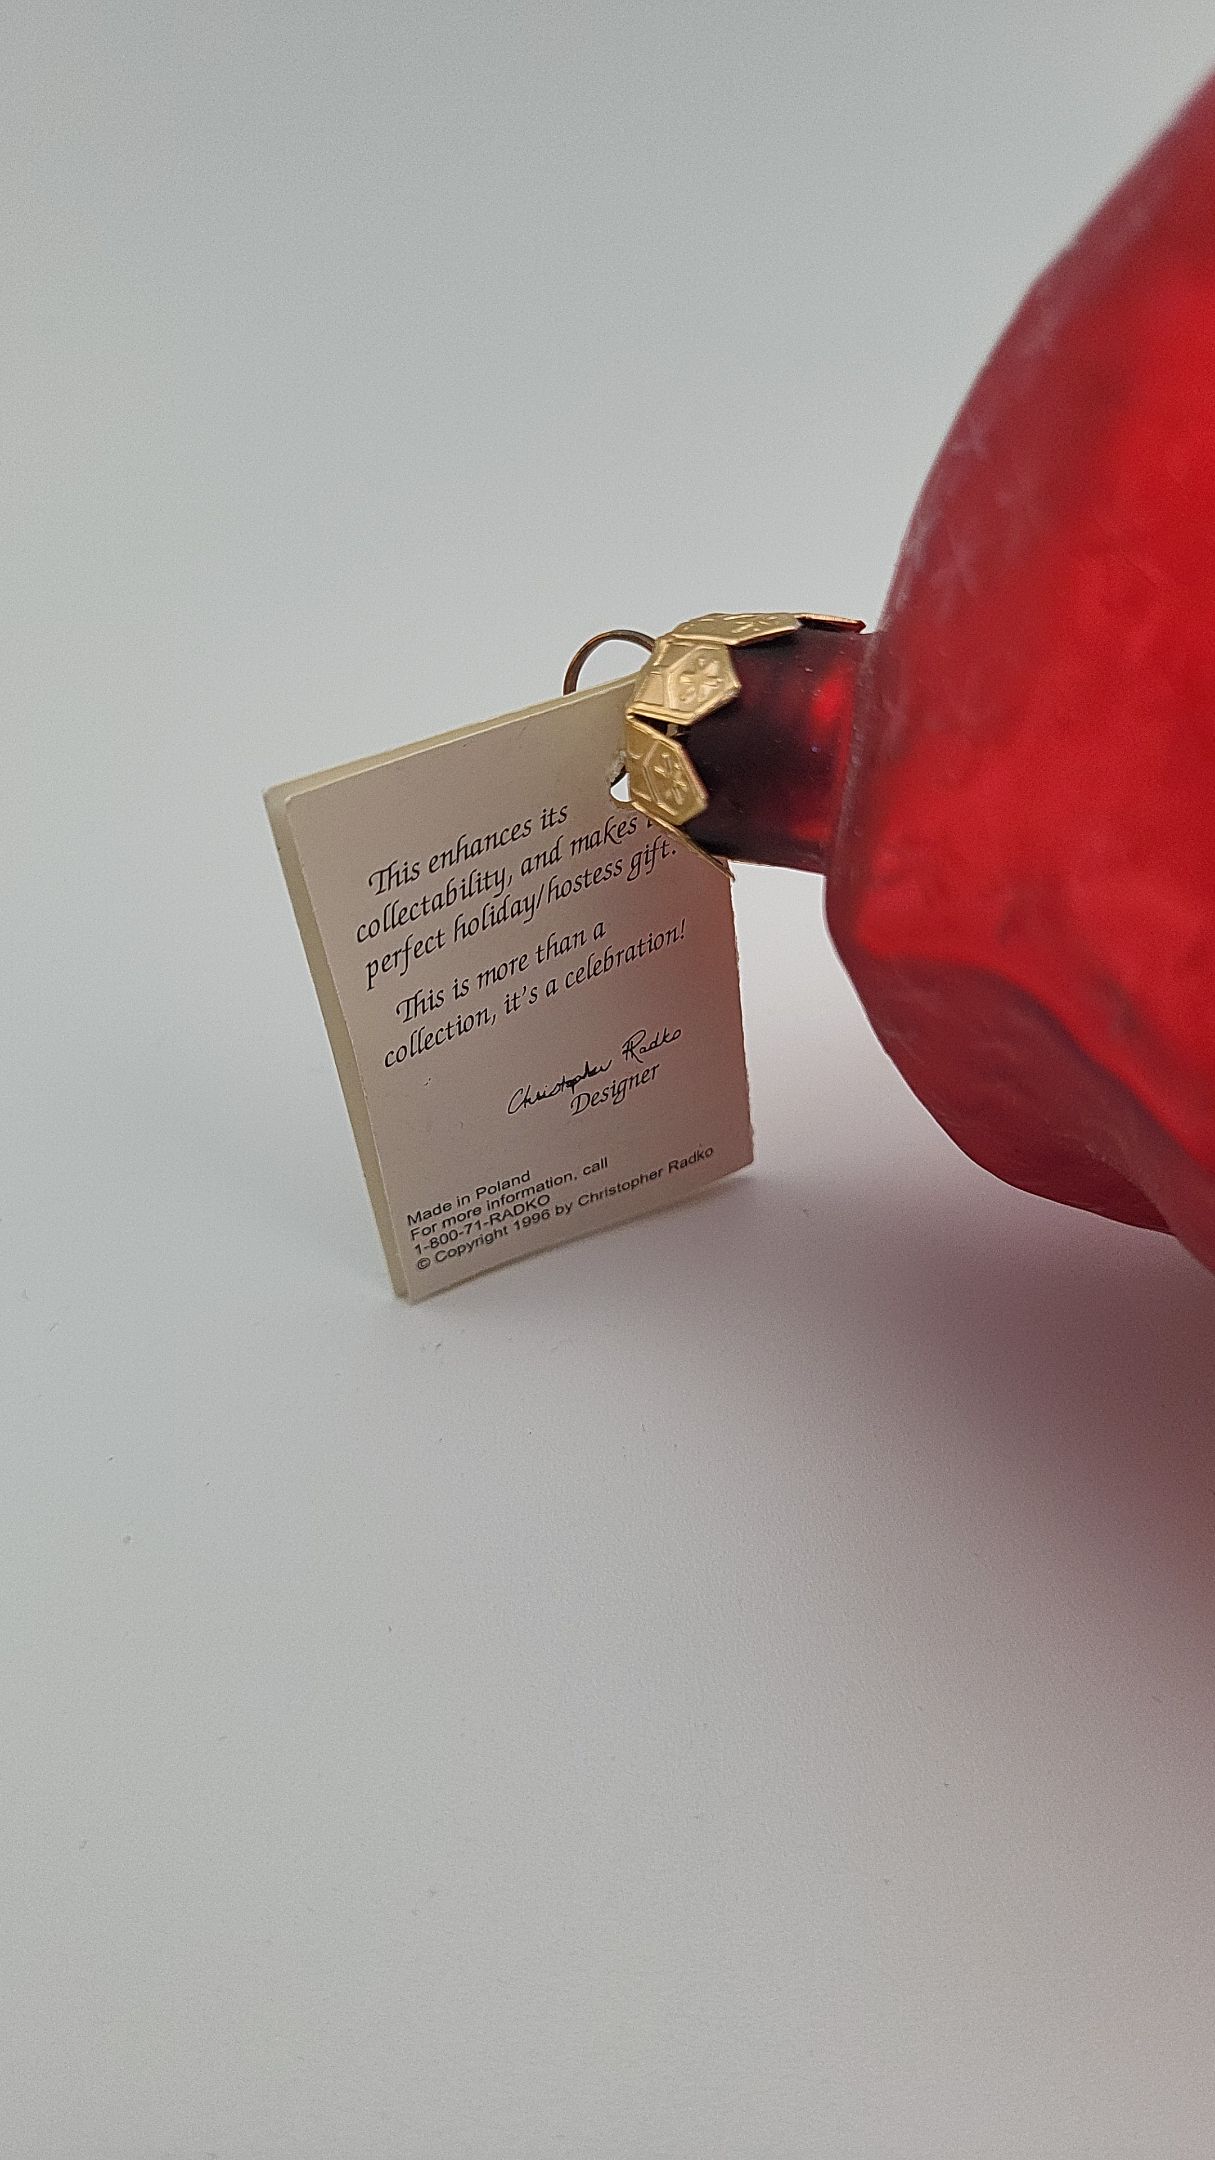 This enhances its
collectability, and makes
perfect holiday/hostess gift.
This is more than a
collection, it's a celebration!
Christopher Radko
Designer
Made in Poland
For more information, call
1-800-71-RADKO
© Copyright 1996 by Christopher Radko